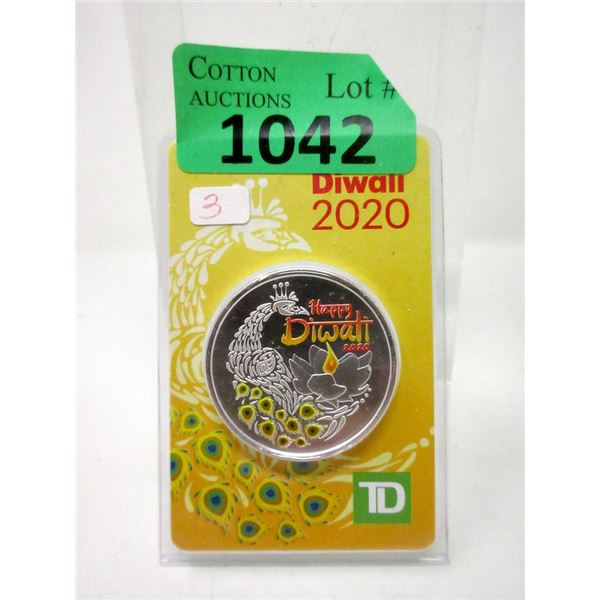 COTTON
AUCTIONS
Lot #
1042
Diwali
2020
3
Happy
Diwali
2020
TD